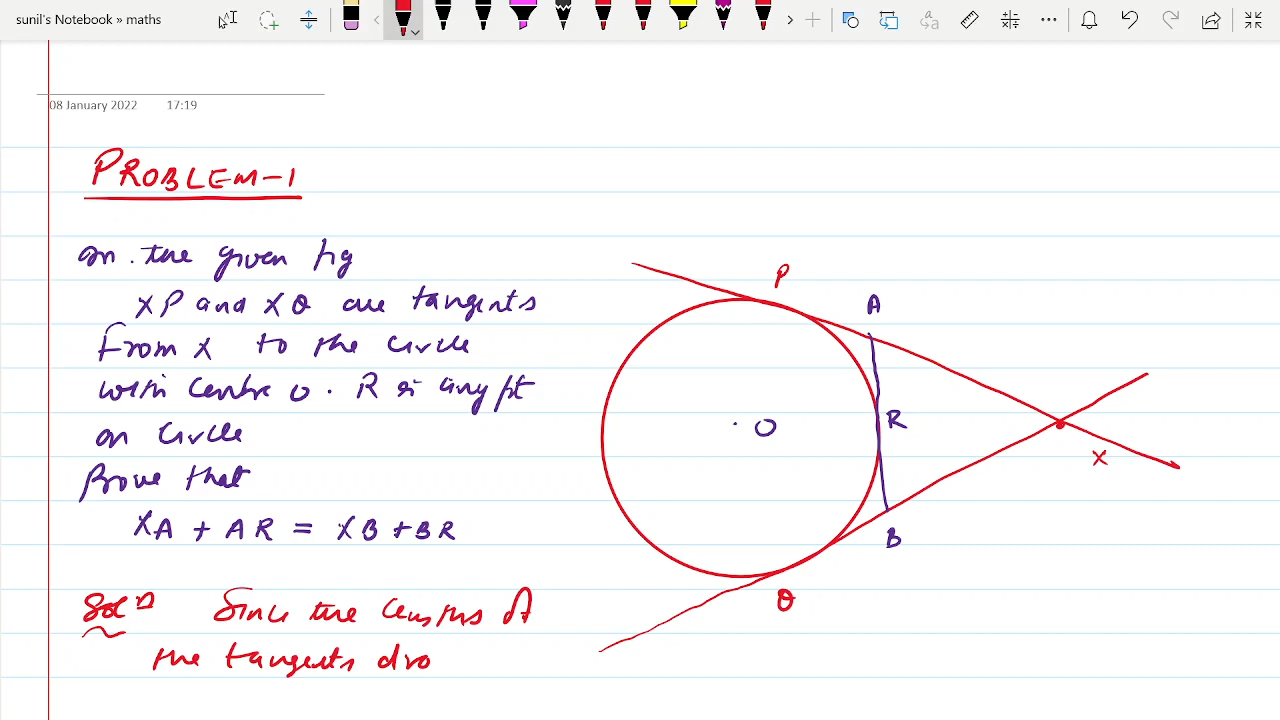 sunil's Notebook » maths
08 January 2022 17:19
PROBLEM-1
In the given fig
XP and XQ are tangents
From X to the circle
with centre O. R is any pt
on circle
Prove that
XA + AR = XB + BR
Solⁿ Since the lengths of
the tangents dro
P
A
O
R
X
B
Q